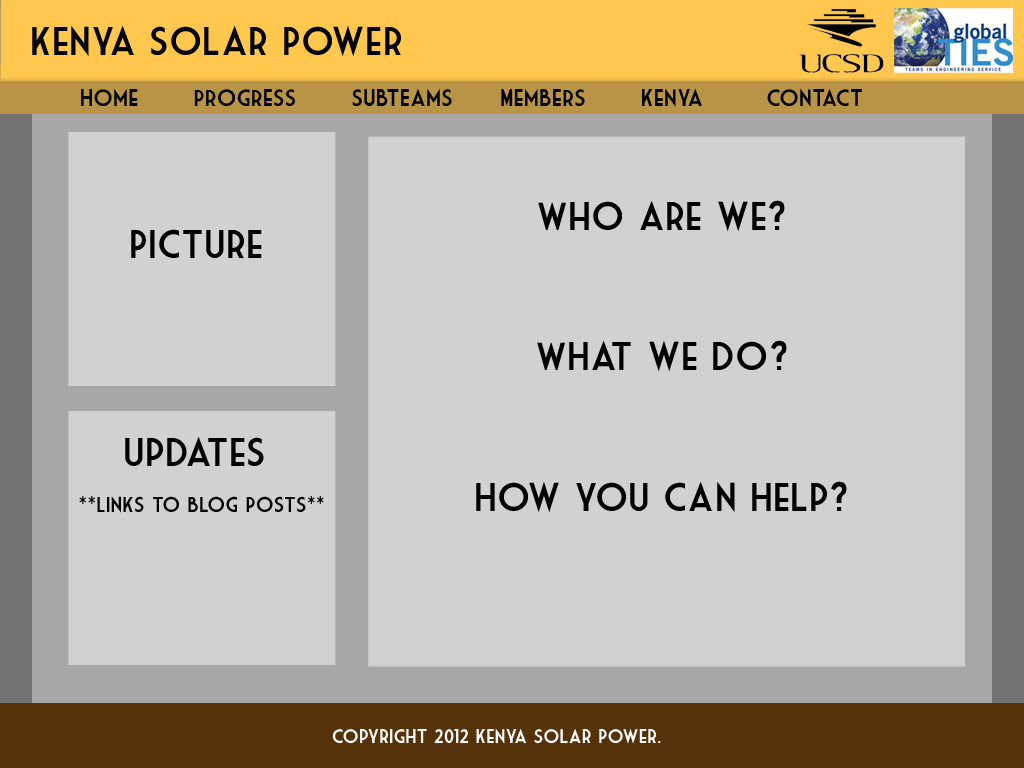 KENYA SOLAR POWER
UCSD
global
TIES
TEAMS IN ENGINEERING SERVICE
HOME PROGRESS SUBTEAMS MEMBERS KENYA CONTACT
PICTURE
UPDATES
**LINKS TO BLOG POSTS**
WHO ARE WE?
WHAT WE DO?
HOW YOU CAN HELP?
COPYRIGHT 2012 KENYA SOLAR POWER.